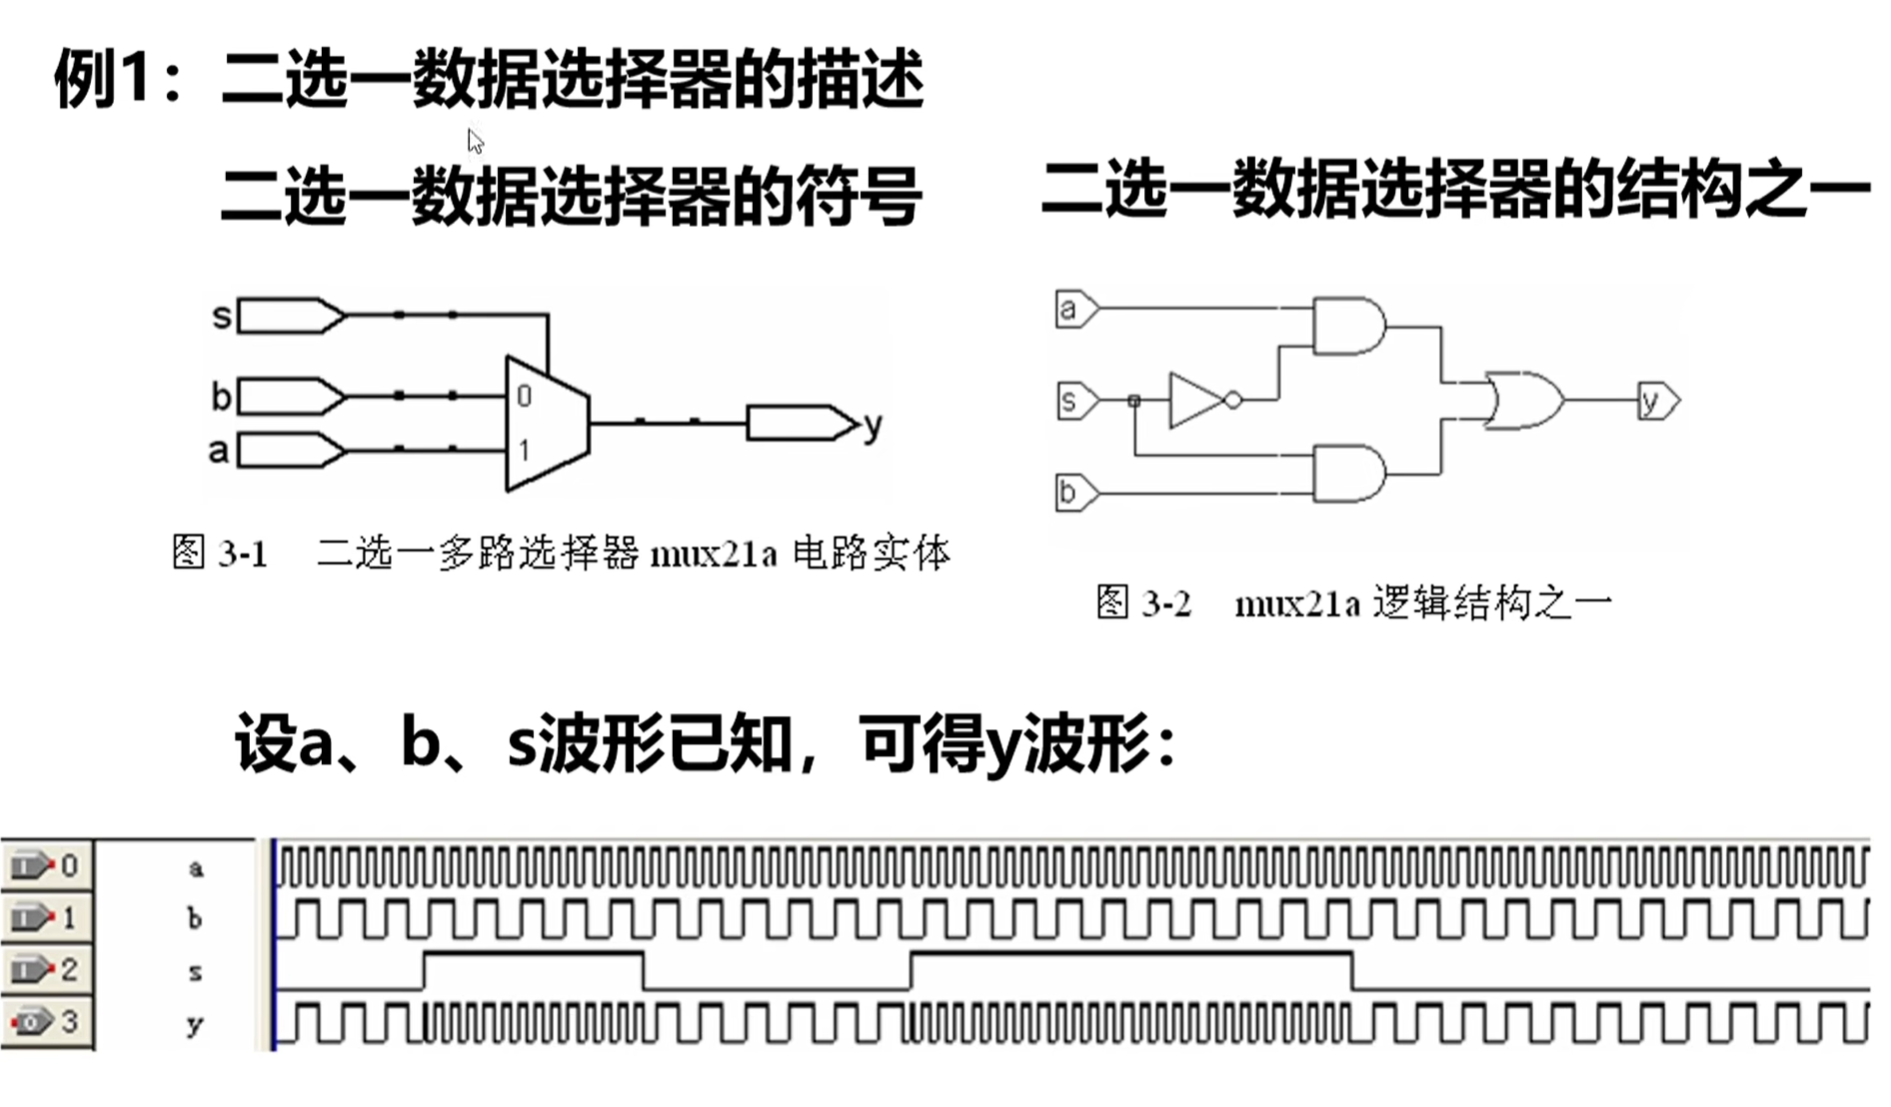 例1：二选一数据选择器的描述
二选一数据选择器的符号
二选一数据选择器的结构之一
s
b
a
0
1
y
图 3-1 二选一多路选择器 mux21a 电路实体
a
s
b
y
图 3-2 mux21a 逻辑结构之一
设a、b、s波形已知，可得y波形：
0 a
1 b
2 s
3 y